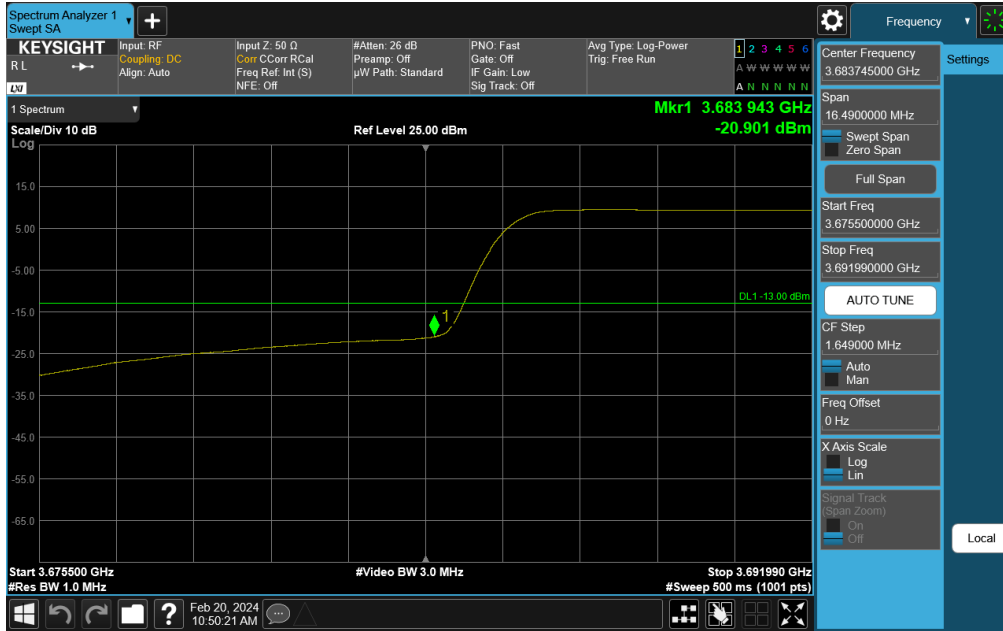 Spectrum Analyzer 1
Swept SA
+
Frequency
KEYSIGHT
R L
LXI
Input: RF
Coupling: DC
Align: Auto
Input Z: 50 Ω
Corr CCorr RCal
Freq Ref: Int (S)
NFE: Off
#Atten: 26 dB
Preamp: Off
µW Path: Standard
PNO: Fast
Gate: Off
IF Gain: Low
Sig Track: Off
Avg Type: Log-Power
Trig: Free Run
1 2 3 4 5 6
A W W W W W
A N N N N N
1 Spectrum
Scale/Div 10 dB
Log
Ref Level 25.00 dBm
Mkr1 3.683 943 GHz
-20.901 dBm
15.0
5.00
-5.00
-15.0
-25.0
-35.0
-45.0
-55.0
-65.0
DL1 -13.00 dBm
1
Start 3.675500 GHz
#Res BW 1.0 MHz
#Video BW 3.0 MHz
Stop 3.691990 GHz
#Sweep 500 ms (1001 pts)
Center Frequency
3.683745000 GHz
Span
16.4900000 MHz
Swept Span
Zero Span
Full Span
Start Freq
3.675500000 GHz
Stop Freq
3.691990000 GHz
AUTO TUNE
CF Step
1.649000 MHz
Auto
Man
Freq Offset
0 Hz
X Axis Scale
Log
Lin
Signal Track
(Span Zoom)
On
Off
Settings
Local
?
Feb 20, 2024
10:50:21 AM